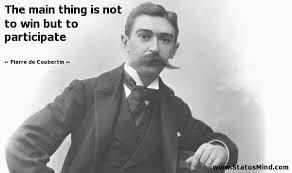 The main thing is not
to win but to
participate
~ Pierre de Coubertin ~
www.StatusMind.com